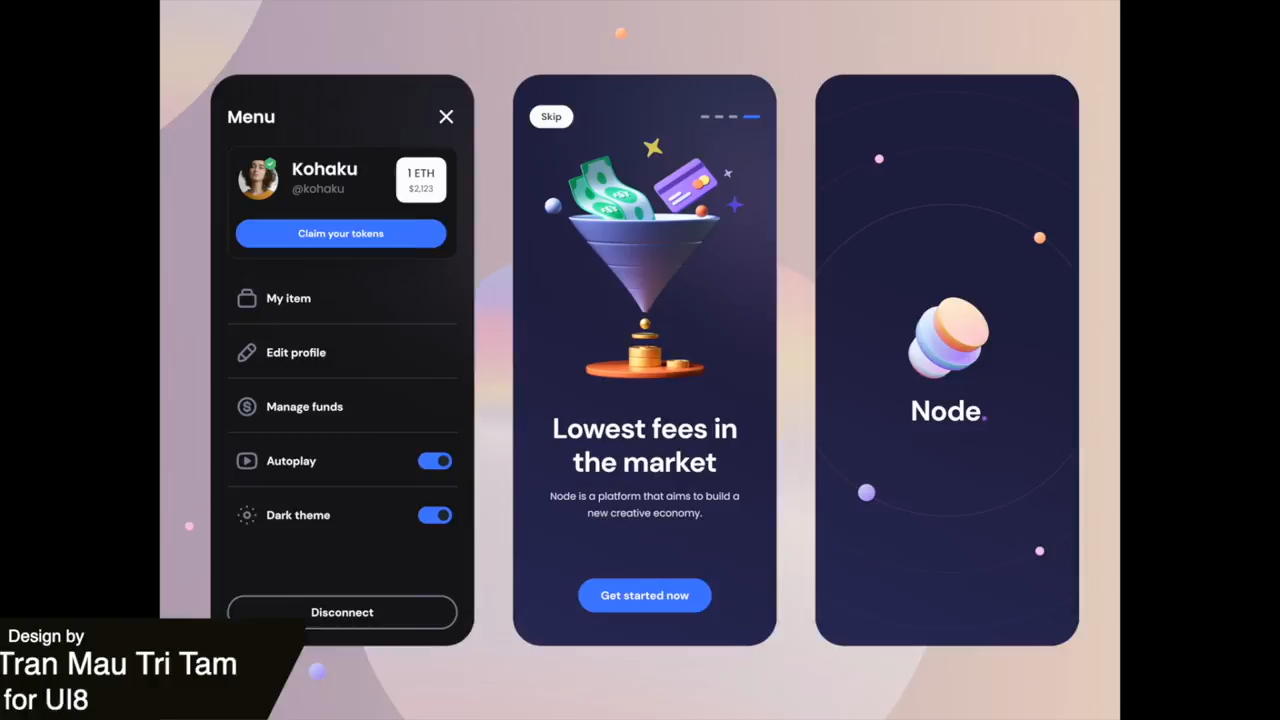 Menu
Kohaku
@kohaku
1 ETH
$2,123
Claim your tokens
My item
Edit profile
Manage funds
Autoplay
Dark theme
Disconnect
Skip
Lowest fees in
the market
Node is a platform that aims to build a
new creative economy.
Get started now
Node.
Design by
Tran Mau Tri Tam
for UI8